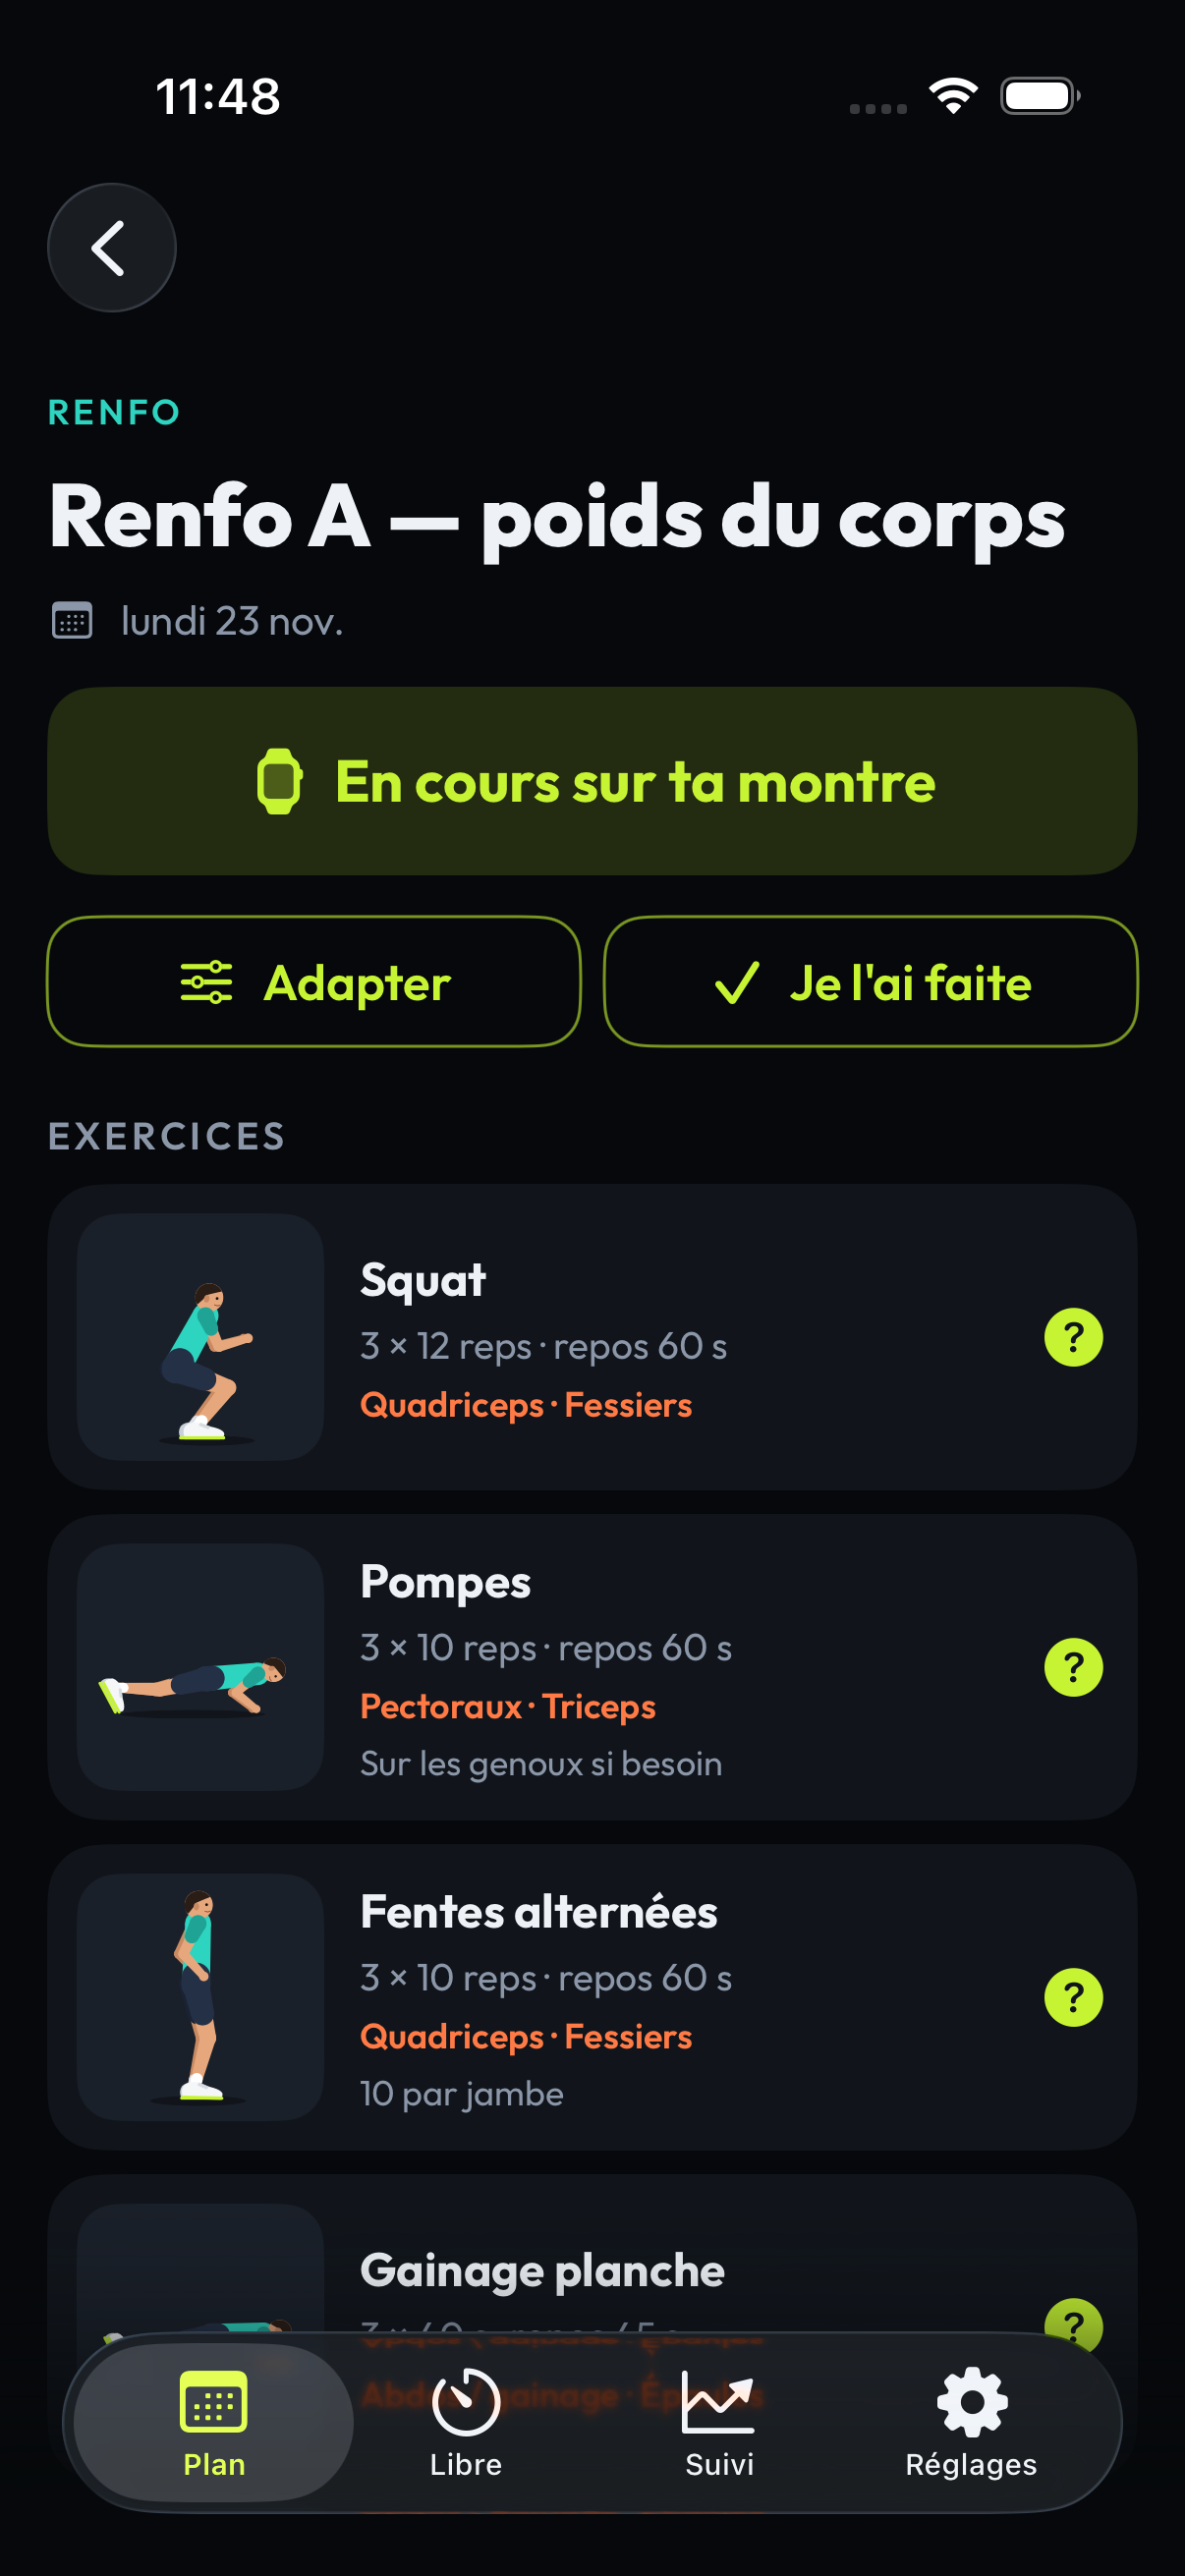 11:48
RENFO
Renfo A — poids du corps
lundi 23 nov.
En cours sur ta montre
Adapter
Je l'ai faite
EXERCICES
Squat
3 × 12 reps · repos 60 s
Quadriceps · Fessiers
?
Pompes
3 × 10 reps · repos 60 s
Pectoraux · Triceps
Sur les genoux si besoin
?
Fentes alternées
3 × 10 reps · repos 60 s
Quadriceps · Fessiers
10 par jambe
?
Gainage planche
?
Plan
Libre
Suivi
Réglages